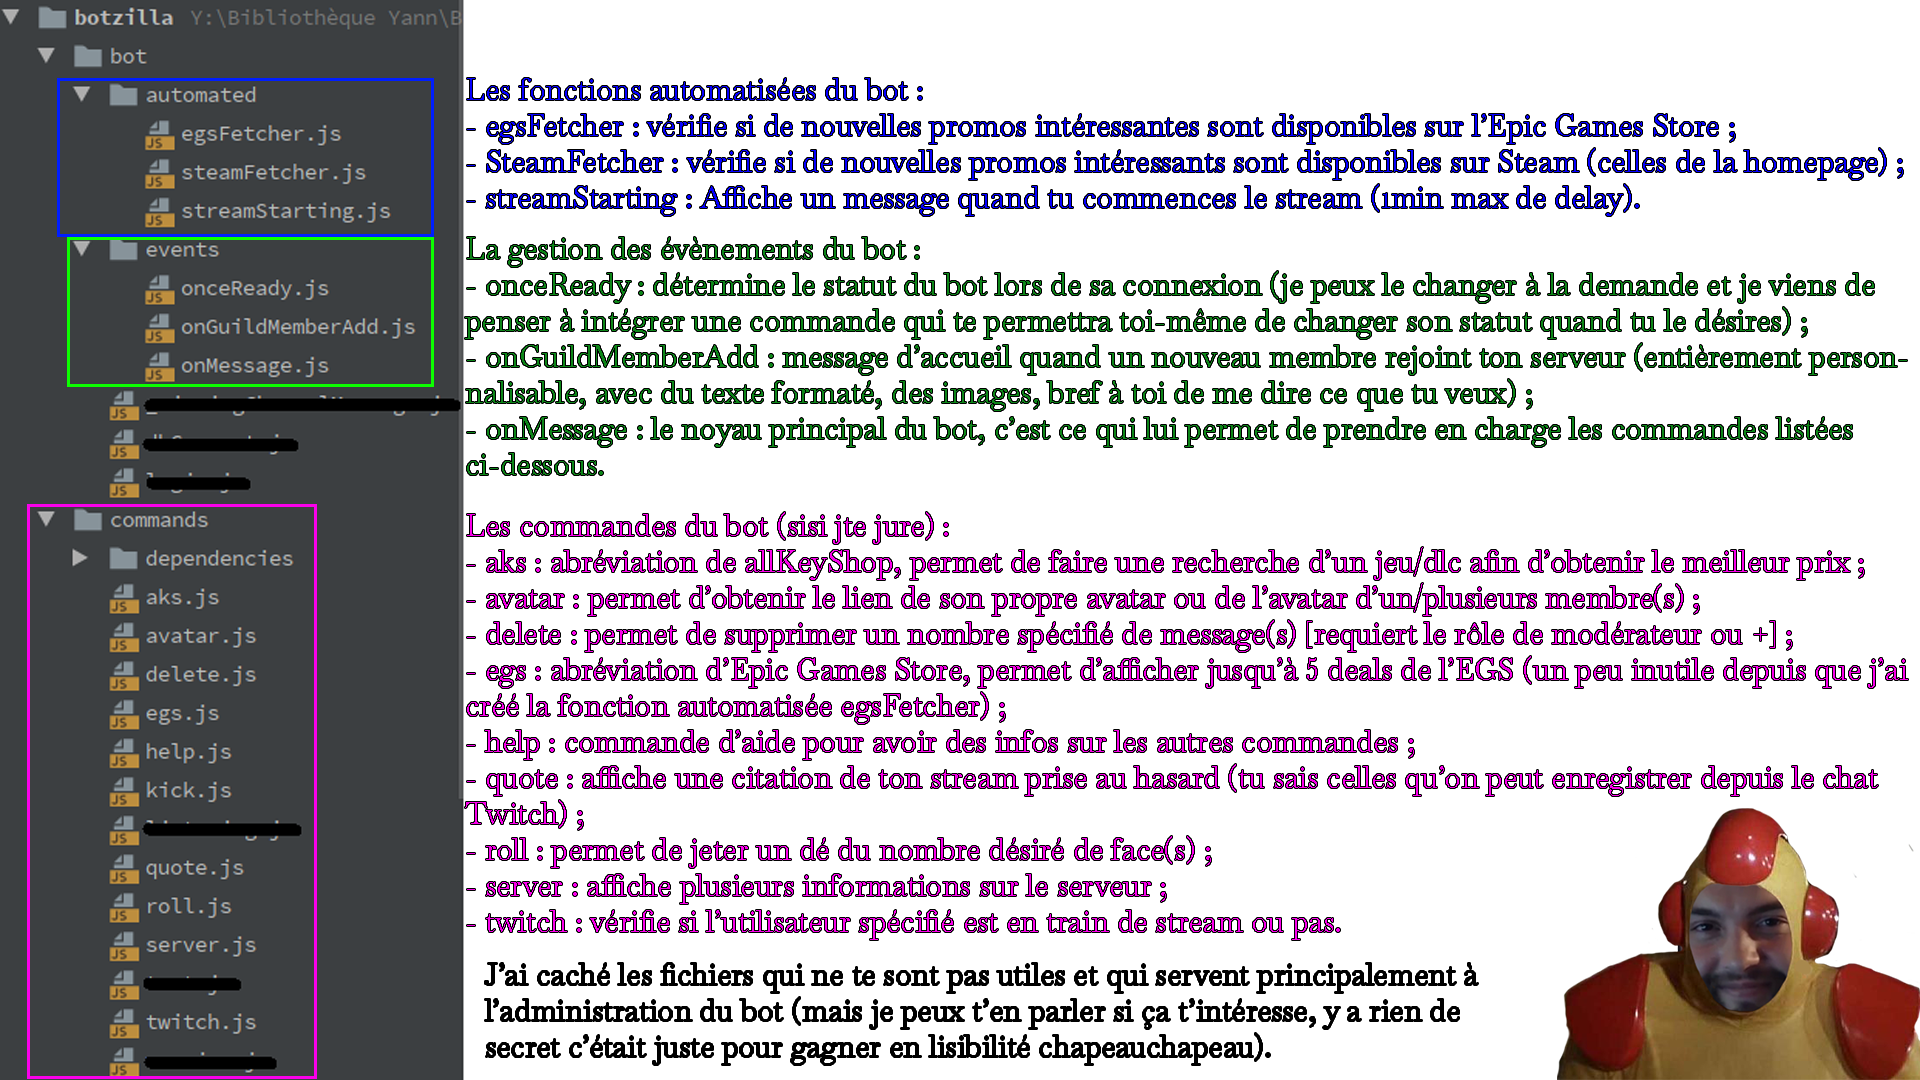 botzilla Y:\Bibliothèque Yann\B
bot
automated
egsFetcher.js
steamFetcher.js
streamStarting.js
events
onceReady.js
onGuildMemberAdd.js
onMessage.js
commands
dependencies
aks.js
avatar.js
delete.js
egs.js
help.js
kick.js
quote.js
roll.js
server.js
twitch.js
Les fonctions automatisées du bot :
- egsFetcher : vérifie si de nouvelles promos intéressantes sont disponibles sur l'Epic Games Store ;
- SteamFetcher : vérifie si de nouvelles promos intéressants sont disponibles sur Steam (celles de la homepage) ;
- streamStarting : Affiche un message quand tu commences le stream (1min max de delay).
La gestion des évènements du bot :
- onceReady : détermine le statut du bot lors de sa connexion (je peux le changer à la demande et je viens de
penser à intégrer une commande qui te permettra toi-même de changer son statut quand tu le désires) ;
- onGuildMemberAdd : message d'accueil quand un nouveau membre rejoint ton serveur (entièrement person-
nalisable, avec du texte formaté, des images, bref à toi de me dire ce que tu veux) ;
- onMessage : le noyau principal du bot, c'est ce qui lui permet de prendre en charge les commandes listées
ci-dessous.
Les commandes du bot (sisi jte jure) :
- aks : abréviation de allKeyShop, permet de faire une recherche d'un jeu/dlc afin d'obtenir le meilleur prix ;
- avatar : permet d'obtenir le lien de son propre avatar ou de l'avatar d'un/plusieurs membre(s) ;
- delete : permet de supprimer un nombre spécifié de message(s) [requiert le rôle de modérateur ou +] ;
- egs : abréviation d'Epic Games Store, permet d'afficher jusqu'à 5 deals de l'EGS (un peu inutile depuis que j'ai
créé la fonction automatisée egsFetcher) ;
- help : commande d'aide pour avoir des infos sur les autres commandes ;
- quote : affiche une citation de ton stream prise au hasard (tu sais celles qu'on peut enregistrer depuis le chat
Twitch) ;
- roll : permet de jeter un dé du nombre désiré de face(s) ;
- server : affiche plusieurs informations sur le serveur ;
- twitch : vérifie si l'utilisateur spécifié est en train de stream ou pas.
J'ai caché les fichiers qui ne te sont pas utiles et qui servent principalement à
l'administration du bot (mais je peux t'en parler si ça t'intéresse, y a rien de
secret c'était juste pour gagner en lisibilité chapeauchapeau).